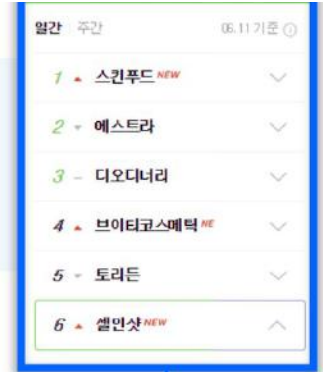 일간 주간 06.11 기준
1 스킨푸드 NEW
2 에스트라
3 디오디너리
4 브이티코스메틱 NE
5 토리든
6 셀인샷 NEW